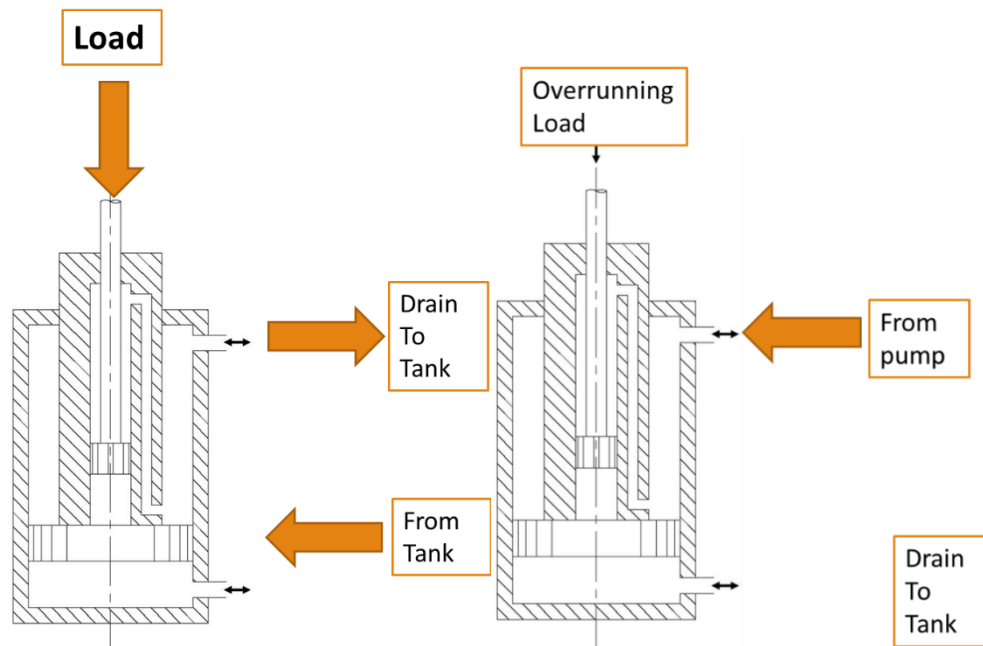 Load
Overrunning
Load
Drain
To
Tank
From
pump
From
Tank
Drain
To
Tank